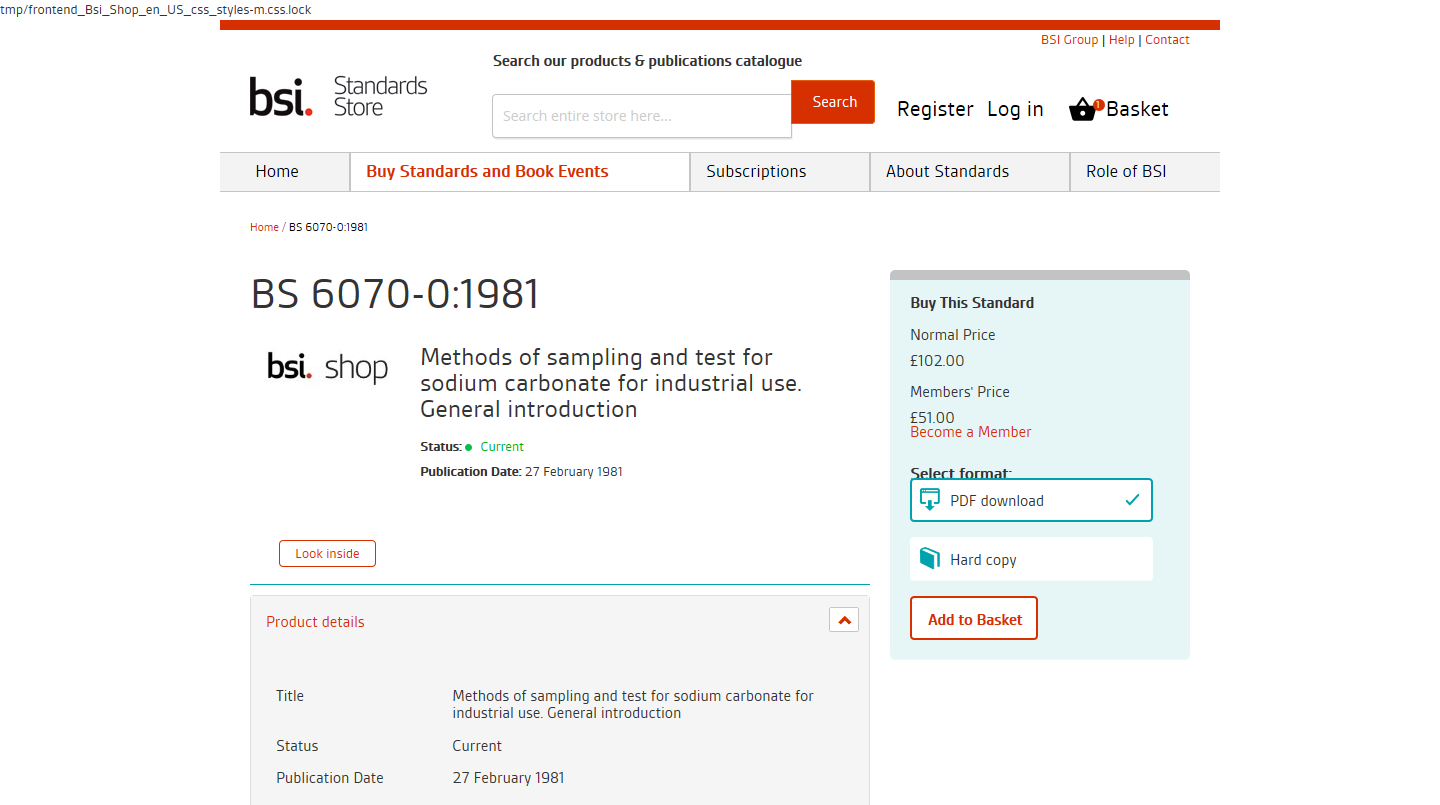 tmp/frontend_Bsi_Shop_en_US_css_styles-m.css.lock
BSI Group | Help | Contact
Search our products & publications catalogue
bsi. Standards Store
Search entire store here...
Search
Register
Log in
1
Basket
Home
Buy Standards and Book Events
Subscriptions
About Standards
Role of BSI
Home / BS 6070-0:1981
BS 6070-0:1981
bsi. shop
Methods of sampling and test for
sodium carbonate for industrial use.
General introduction
Status: Current
Publication Date: 27 February 1981
Look inside
Product details
Title
Methods of sampling and test for sodium carbonate for
industrial use. General introduction
Status
Current
Publication Date
27 February 1981
Buy This Standard
Normal Price
£102.00
Members' Price
£51.00
Become a Member
Select format:
PDF download
Hard copy
Add to Basket